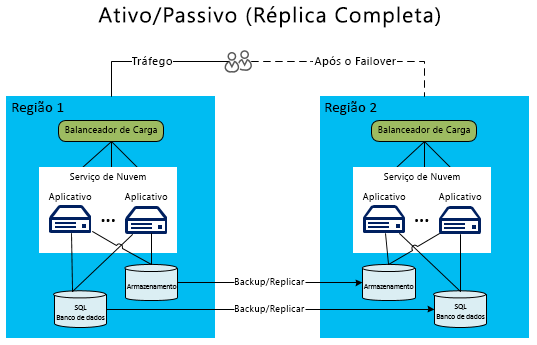 Ativo/Passivo (Réplica Completa)
Tráfego
Após o Failover
Região 1
Balanceador de Carga
Serviço de Nuvem
Aplicativo
Aplicativo
...
Armazenamento
SQL
Banco de dados
Região 2
Balanceador de Carga
Serviço de Nuvem
Aplicativo
Aplicativo
...
Armazenamento
SQL
Banco de dados
Backup/Replicar
Backup/Replicar